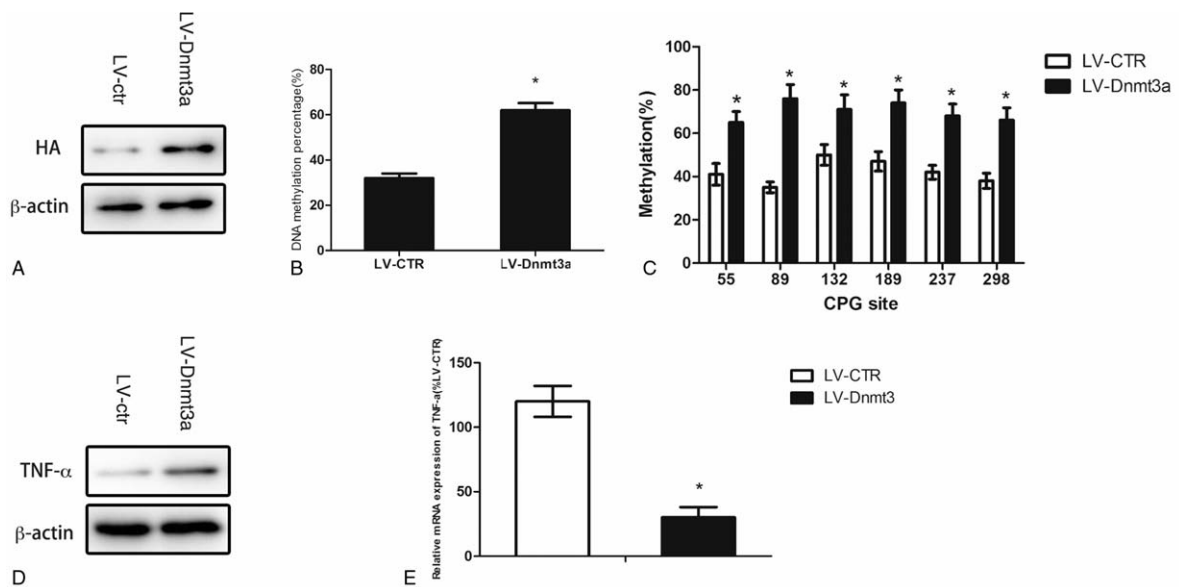 LV-ctr
LV-Dnmt3a
HA
β-actin
A
DNA methylation percentage(%)
80
60
40
20
0
*
LV-CTR
LV-Dnmt3a
B
Methylation(%)
100
80
60
40
20
0
* * * * * *
55 89 132 189 237 298
CPG site
LV-CTR
LV-Dnmt3a
C
LV-ctr
LV-Dnmt3a
TNF-α
β-actin
D
Relative mRNA expression of TNF-a(%LV-CTR)
150
100
50
0
*
LV-CTR
LV-Dnmt3
E